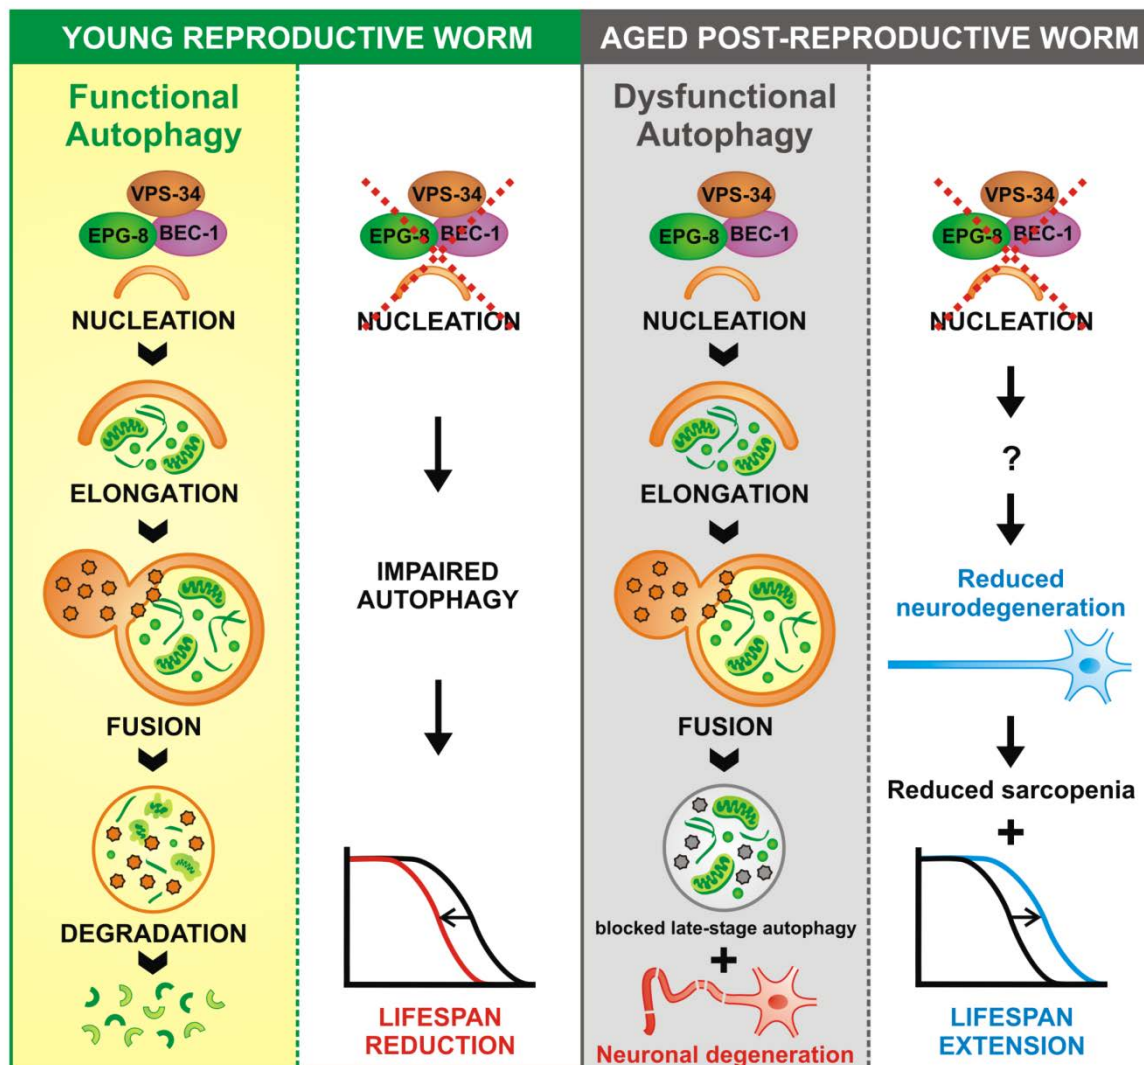 YOUNG REPRODUCTIVE WORM
Functional
Autophagy
VPS-34
EPG-8
BEC-1
NUCLEATION
ELONGATION
FUSION
DEGRADATION
VPS-34
EPG-8
BEC-1
NUCLEATION
IMPAIRED
AUTOPHAGY
LIFESPAN
REDUCTION
AGED POST-REPRODUCTIVE WORM
Dysfunctional
Autophagy
VPS-34
EPG-8
BEC-1
NUCLEATION
ELONGATION
FUSION
blocked late-stage autophagy
+
Neuronal degeneration
VPS-34
EPG-8
BEC-1
NUCLEATION
?
Reduced
neurodegeneration
Reduced sarcopenia
+
LIFESPAN
EXTENSION